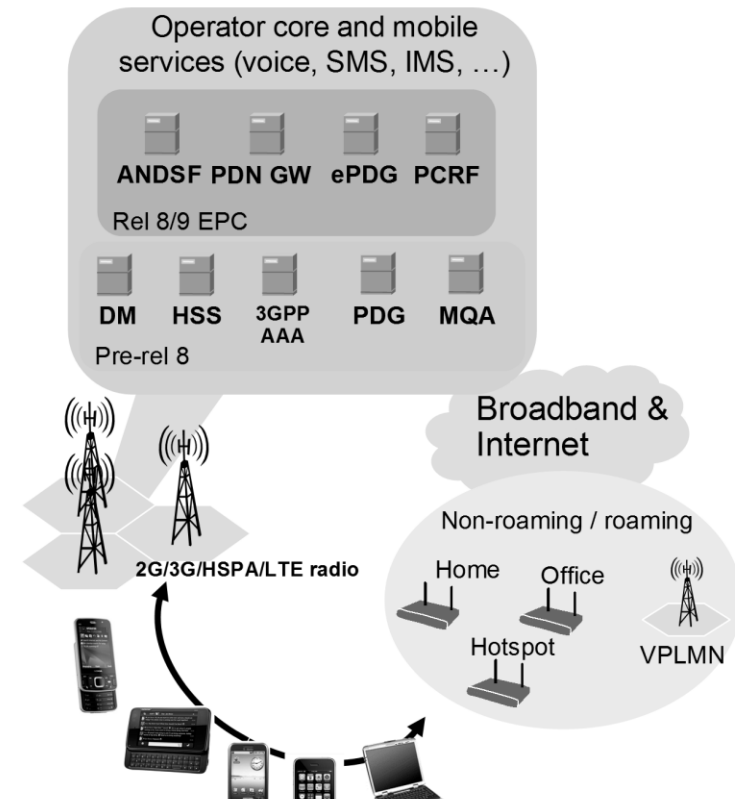 Operator core and mobile
services (voice, SMS, IMS, …)
ANDSF PDN GW ePDG PCRF
Rel 8/9 EPC
DM HSS 3GPP AAA PDG MQA
Pre-rel 8
Broadband &
Internet
Non-roaming / roaming
2G/3G/HSPA/LTE radio
Home Office
Hotspot
VPLMN